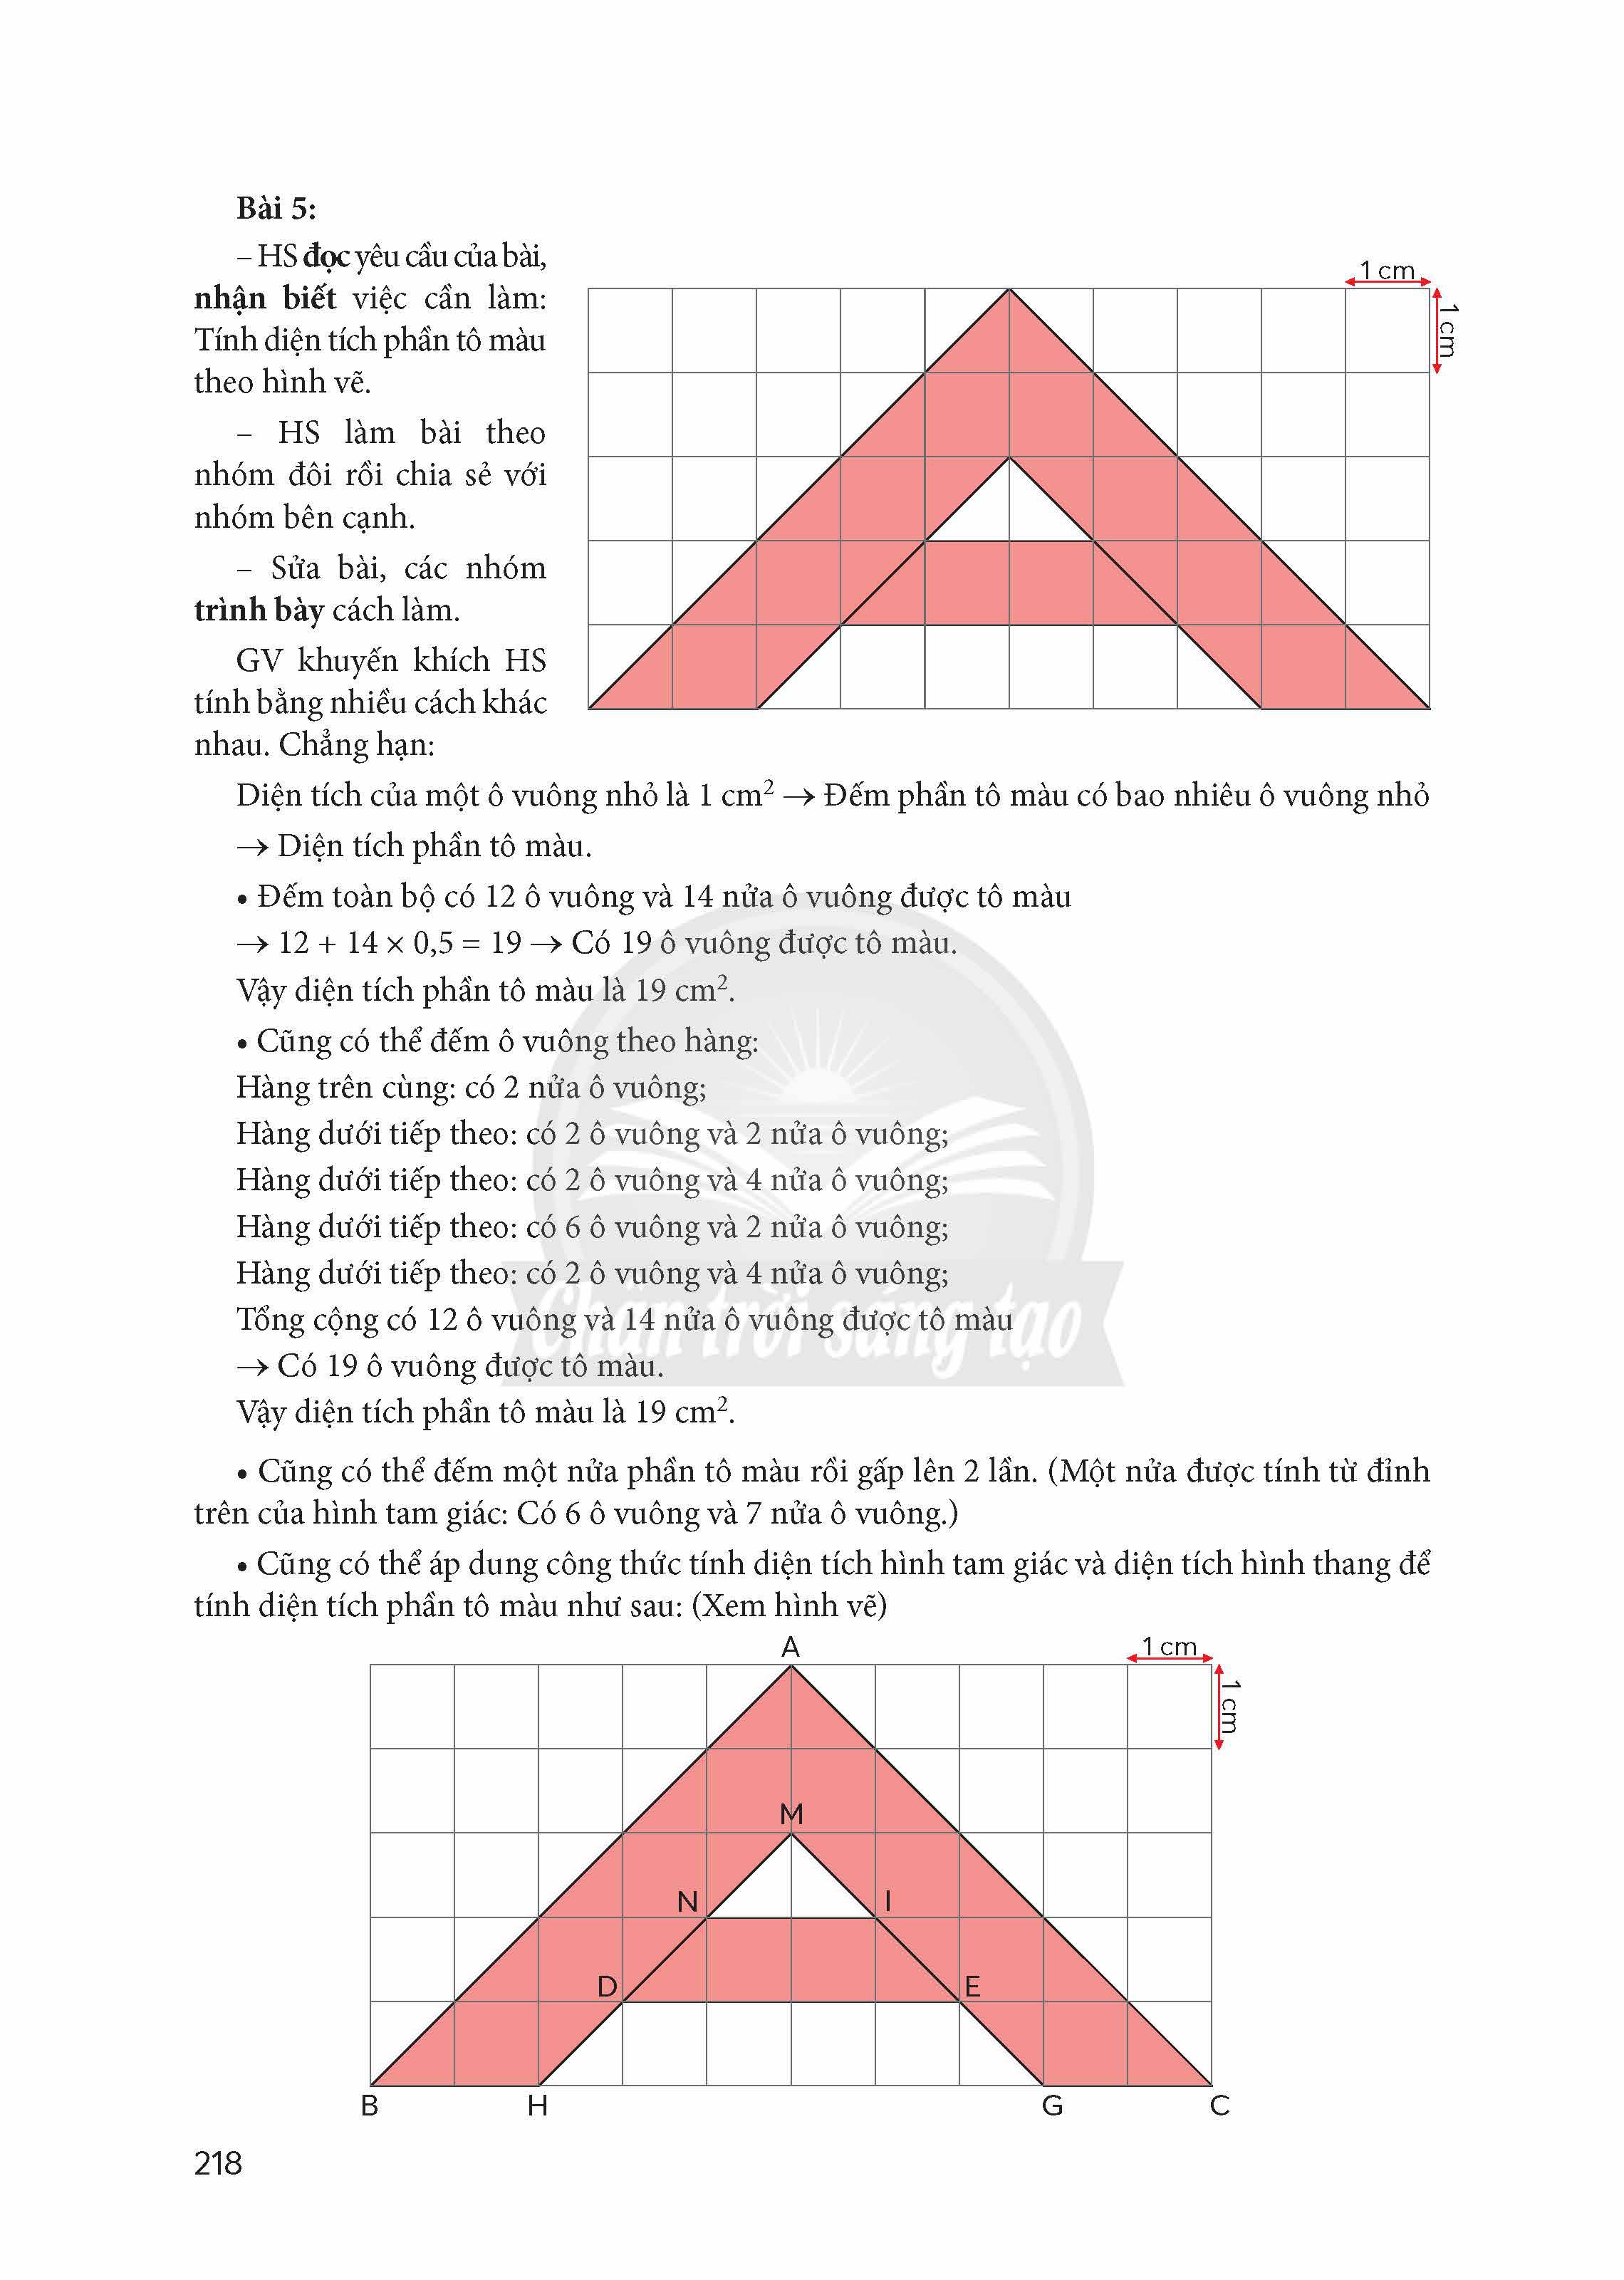 Bài 5:
– HS đọc yêu cầu của bài,
nhận biết việc cần làm:
Tính diện tích phần tô màu
theo hình vẽ.
– HS làm bài theo
nhóm đôi rồi chia sẻ với
nhóm bên cạnh.
– Sửa bài, các nhóm
trình bày cách làm.
GV khuyến khích HS
tính bằng nhiều cách khác
nhau. Chẳng hạn:
1 cm
1 cm
Diện tích của một ô vuông nhỏ là 1 cm² → Đếm phần tô màu có bao nhiêu ô vuông nhỏ
→ Diện tích phần tô màu.
• Đếm toàn bộ có 12 ô vuông và 14 nửa ô vuông được tô màu
→ 12 + 14 × 0,5 = 19 → Có 19 ô vuông được tô màu.
Vậy diện tích phần tô màu là 19 cm².
• Cũng có thể đếm ô vuông theo hàng:
Hàng trên cùng: có 2 nửa ô vuông;
Hàng dưới tiếp theo: có 2 ô vuông và 2 nửa ô vuông;
Hàng dưới tiếp theo: có 2 ô vuông và 4 nửa ô vuông;
Hàng dưới tiếp theo: có 6 ô vuông và 2 nửa ô vuông;
Hàng dưới tiếp theo: có 2 ô vuông và 4 nửa ô vuông;
Tổng cộng có 12 ô vuông và 14 nửa ô vuông được tô màu
→ Có 19 ô vuông được tô màu.
Vậy diện tích phần tô màu là 19 cm².
Chân trời sáng tạo
• Cũng có thể đếm một nửa phần tô màu rồi gấp lên 2 lần. (Một nửa được tính từ đỉnh
trên của hình tam giác: Có 6 ô vuông và 7 nửa ô vuông.)
• Cũng có thể áp dung công thức tính diện tích hình tam giác và diện tích hình thang để
tính diện tích phần tô màu như sau: (Xem hình vẽ)
A
1 cm
1 cm
M
N I
D E
B H G C
218